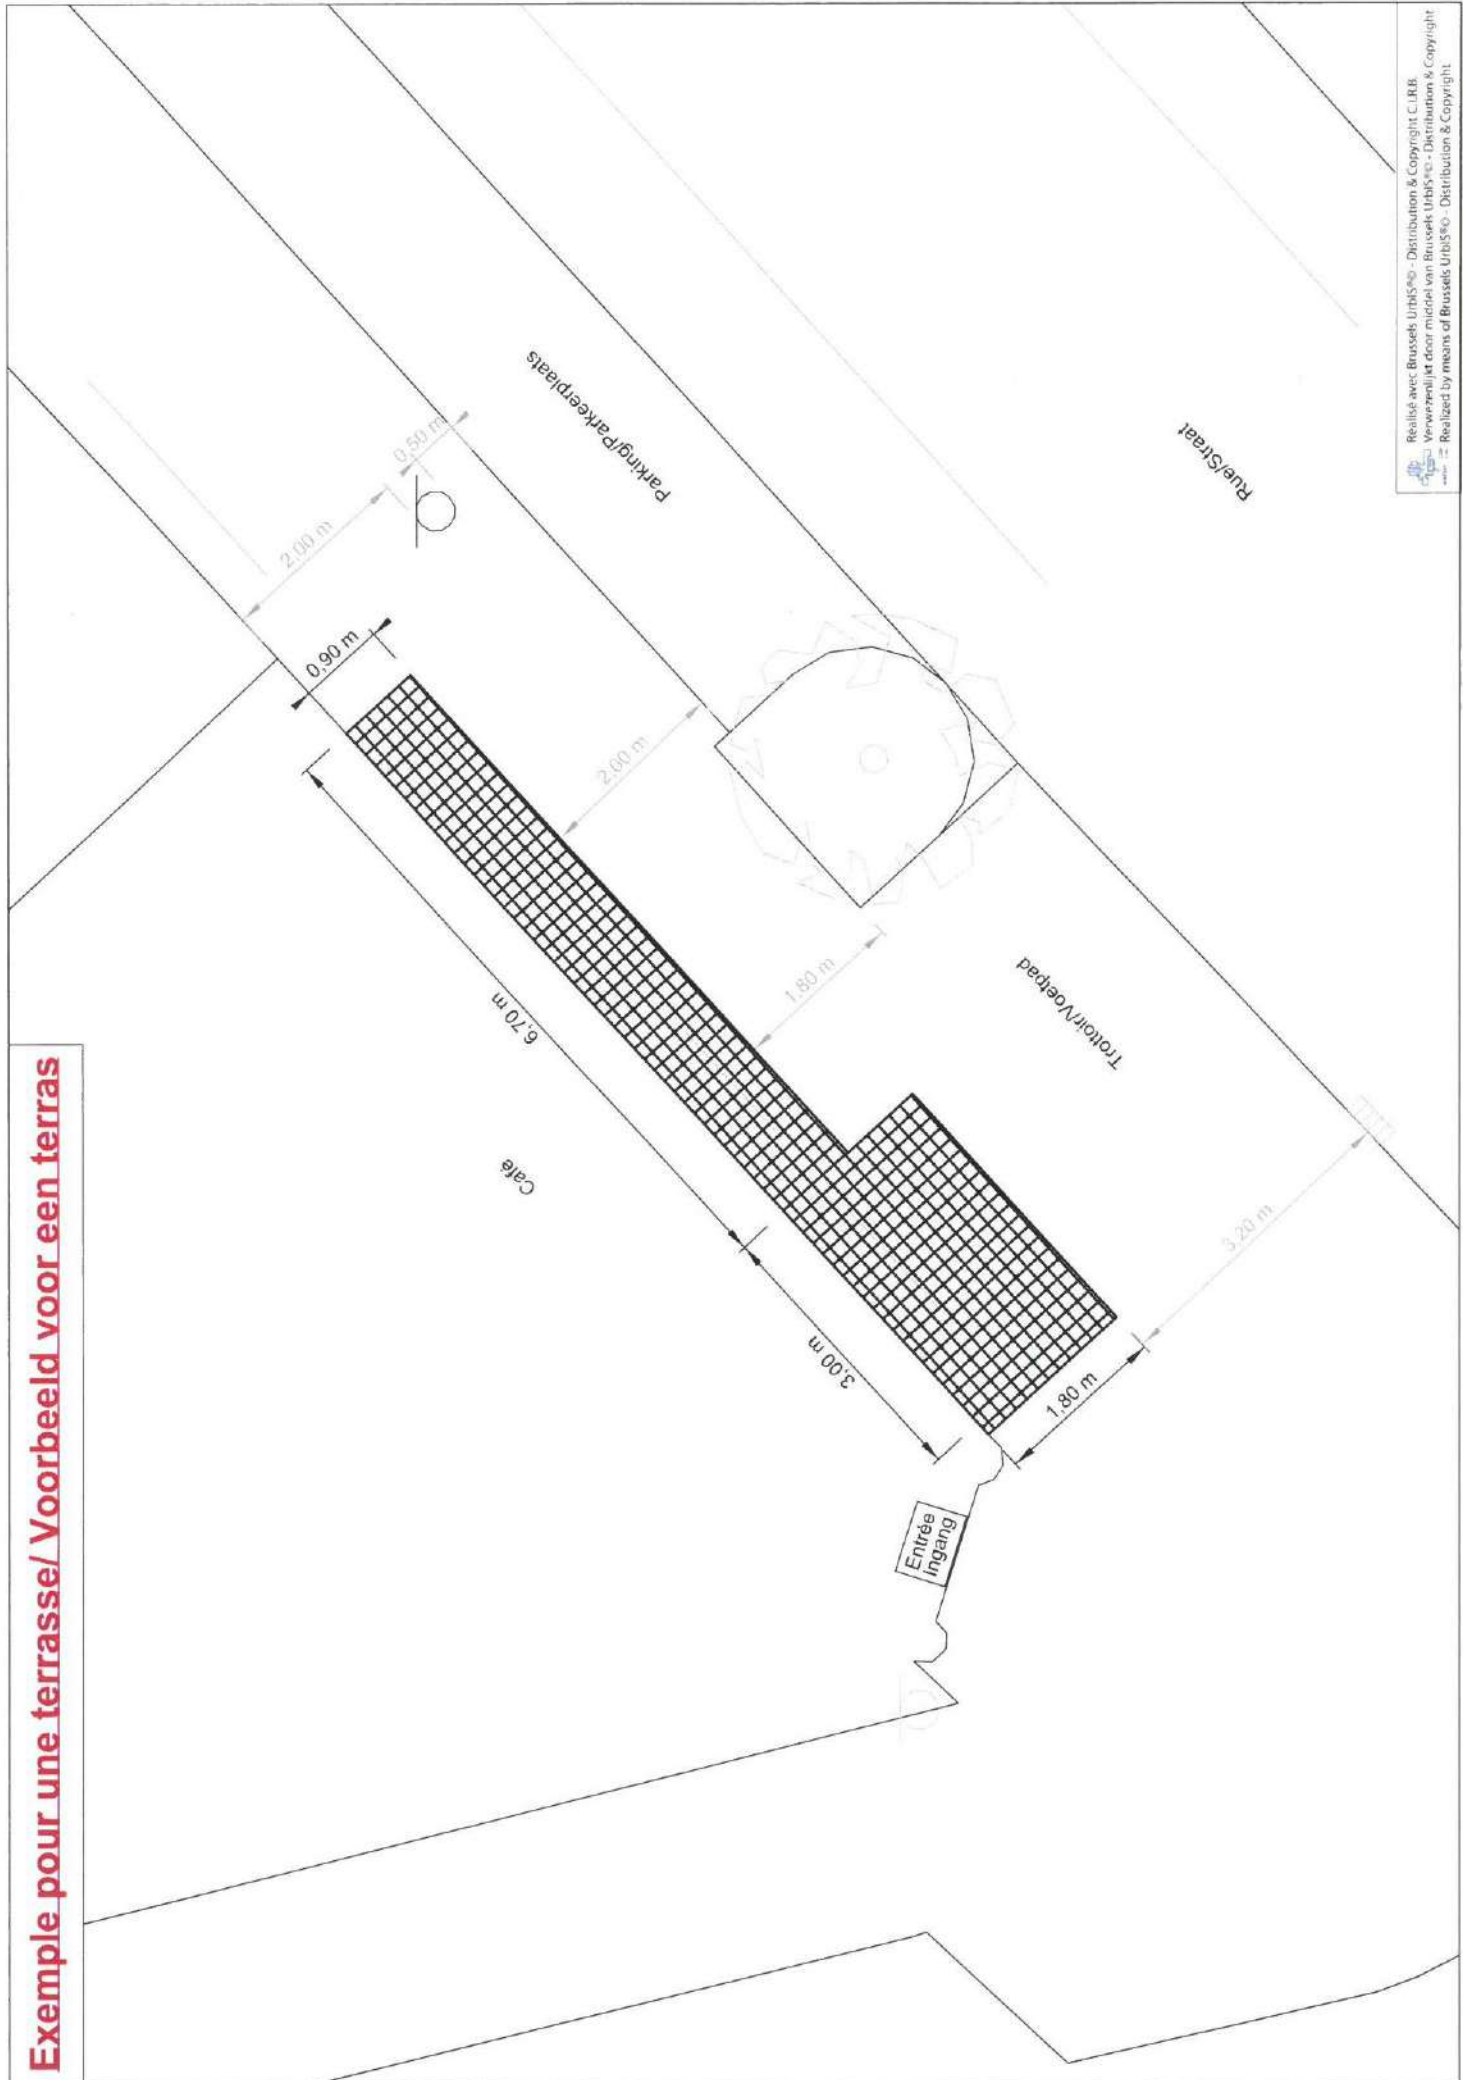 Exemple pour une terrasse/ Voorbeeld voor een terras
Café
Entrée
Ingang
3,00 m
6,70 m
1,80 m
0,90 m
2,00 m
0,50 m
2,00 m
1,80 m
3,20 m
Trottoir/Voetpad
Parking/Parkeerplaats
Rue/Straat
Réalisé avec Brussels UrbIS®© - Distribution & Copyright C.I.R.B.
Verwezenlijkt door middel van Brussels UrbIS®© - Distribution & Copyright
Realized by means of Brussels UrbIS®© - Distribution & Copyright